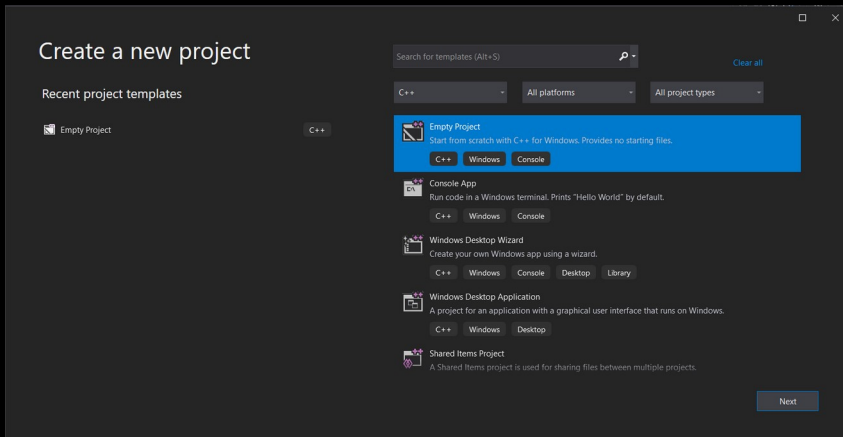 Create a new project
Recent project templates
Empty Project
C++
Search for templates (Alt+S)
Clear all
C++
All platforms
All project types
Empty Project
Start from scratch with C++ for Windows. Provides no starting files.
C++ Windows Console
Console App
Run code in a Windows terminal. Prints "Hello World" by default.
C++ Windows Console
Windows Desktop Wizard
Create your own Windows app using a wizard.
C++ Windows Console Desktop Library
Windows Desktop Application
A project for an application with a graphical user interface that runs on Windows.
C++ Windows Desktop
Shared Items Project
A Shared Items project is used for sharing files between multiple projects.
Next